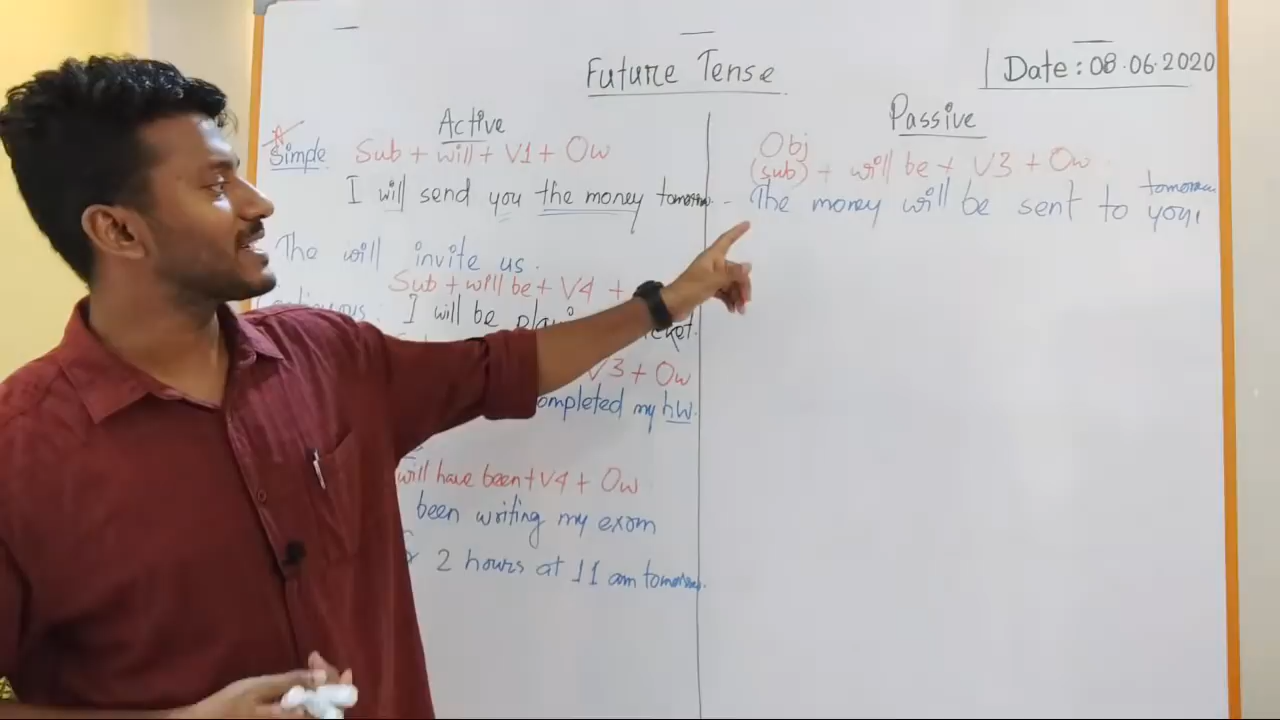 Future Tense
Date : 08.06.2020
Active
Simple Sub + will + V1 + Ow
I will send you the money
The will invite us.
Sub + will be + V4 +
I will be
V3 + Ow
ompleted my hw.
will have been + V4 + Ow
been writing my exam
2 hours at 11 am tomorrow.
Passive
Obj
(sub) + will be + V3 + Ow
tomorrow
- The money will be sent to you